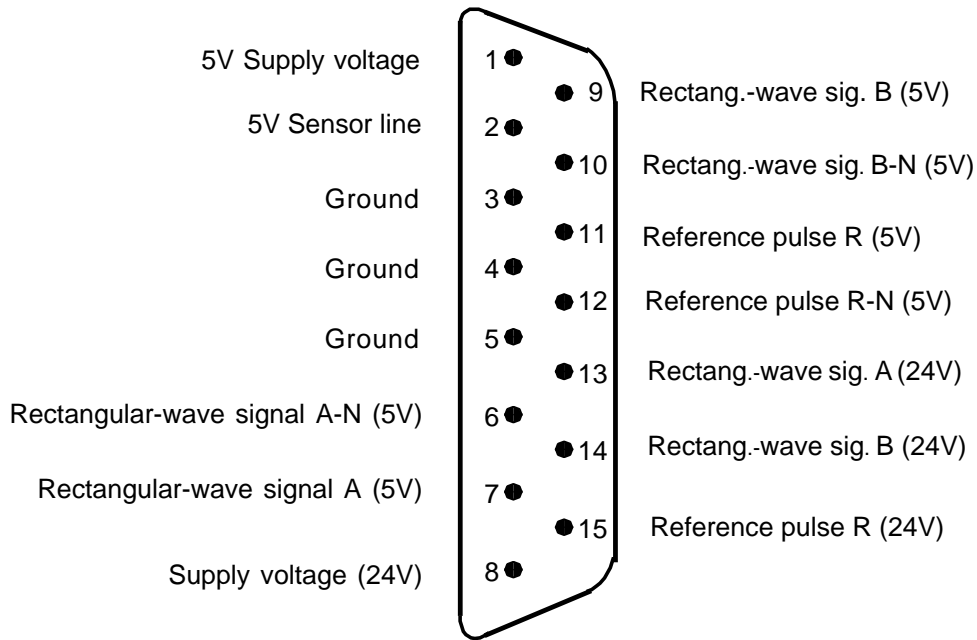 5V Supply voltage 1
9 Rectang.-wave sig. B (5V)
5V Sensor line 2
10 Rectang.-wave sig. B-N (5V)
Ground 3
11 Reference pulse R (5V)
Ground 4
12 Reference pulse R-N (5V)
Ground 5
13 Rectang.-wave sig. A (24V)
Rectangular-wave signal A-N (5V) 6
14 Rectang.-wave sig. B (24V)
Rectangular-wave signal A (5V) 7
15 Reference pulse R (24V)
Supply voltage (24V) 8